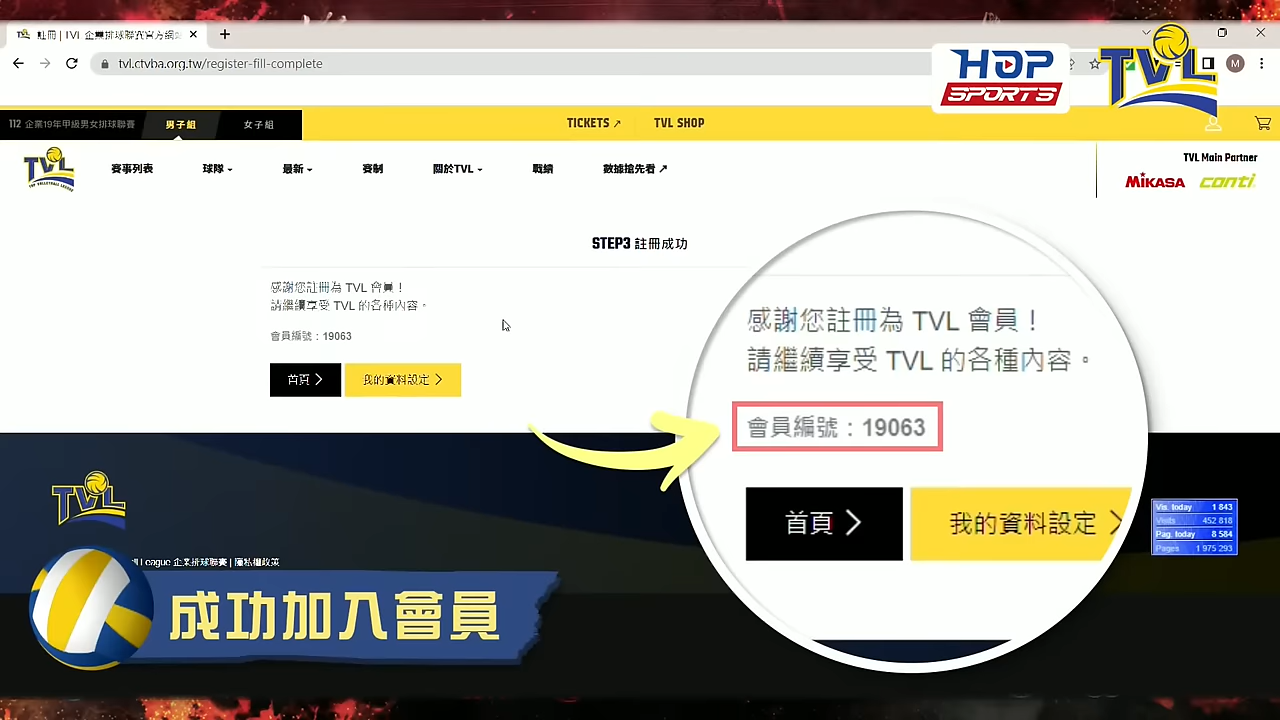 註冊 | TVL 企業排球聯賽官方網
tvl.ctvba.org.tw/register-fill-complete
M
HOP
SPORTS
TVL
112 企業19年甲級男女排球聯賽
男子組
女子組
TICKETS ↗
TVL SHOP
TVL
賽事列表
球隊
最新
賽制
關於TVL
戰績
數據搶先看 ↗
TVL Main Partner
MIKASA
conti
STEP3 註冊成功
感謝您註冊為 TVL 會員！
請繼續享受 TVL 的各種內容。
會員編號：19063
首頁
我的資料設定
感謝您註冊為 TVL 會員！
請繼續享受 TVL 的各種內容。
會員編號：19063
首頁
我的資料設定
TVL
Vis. today 1 843
Visits 452 818
Pag. today 8 584
Pages 1 975 293
League 企業排球聯賽 | 隱私權政策
成功加入會員